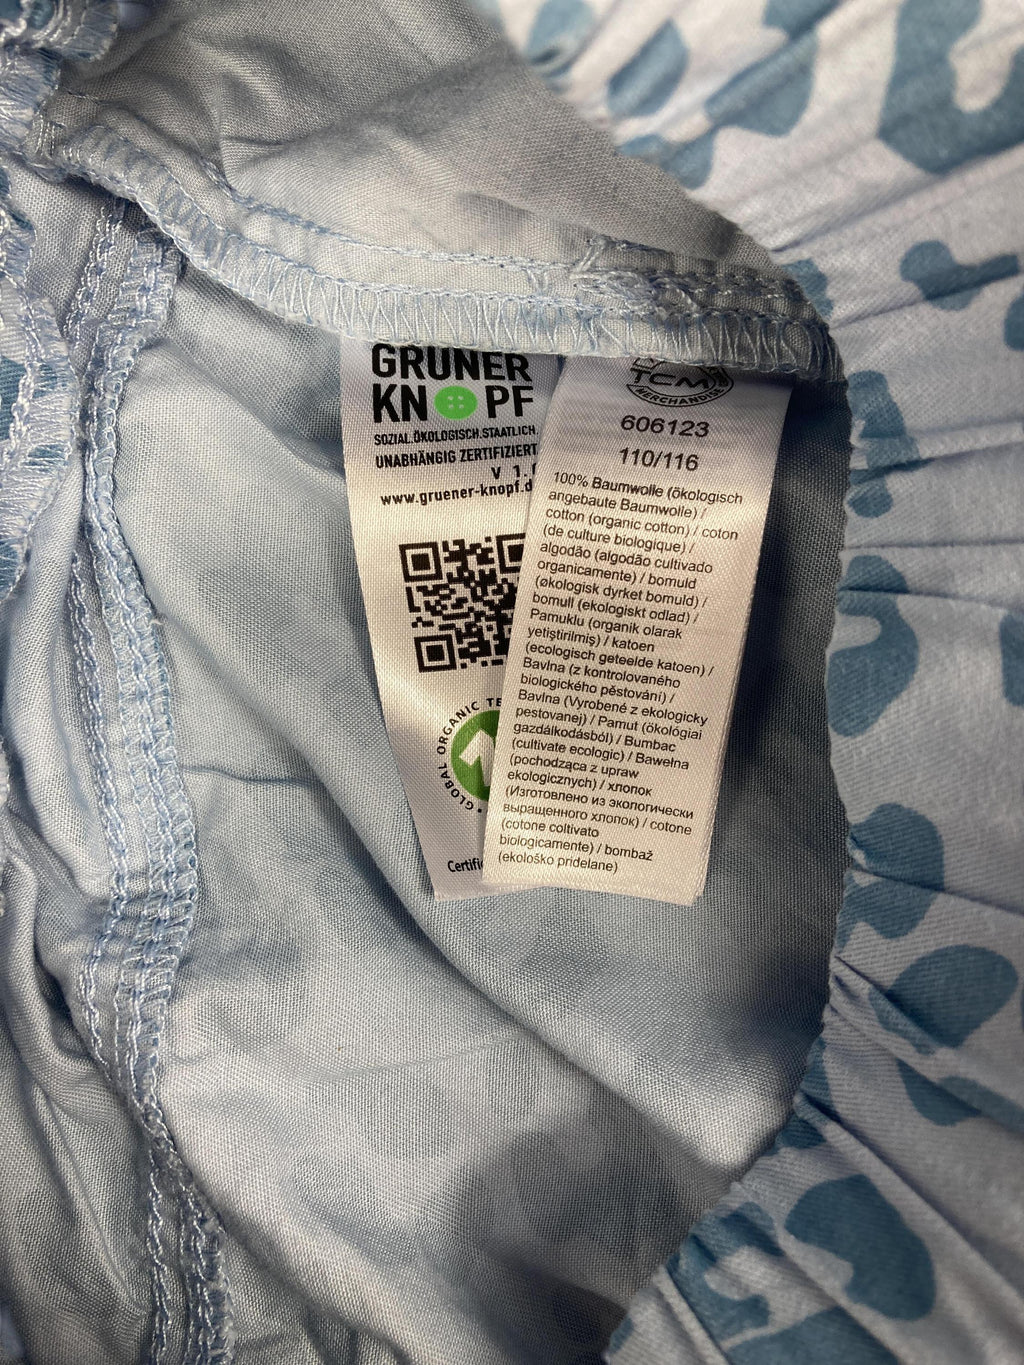 GRÜNER
KN PF
SOZIAL.ÖKOLOGISCH.STAATLICH.
UNABHÄNGIG ZERTIFIZIERT
V 1.
www.gruener-knopf.d
GLOBAL ORGANIC TE
Certifi
TCM
MERCHANDISE
606123
110/116
100% Baumwolle (ökologisch
angebaute Baumwolle) /
cotton (organic cotton) / coton
(de culture biologique) /
algodão (algodão cultivado
organicamente) / bomuld
(økologisk dyrket bomuld) /
bomull (ekologiskt odlad) /
Pamuklu (organik olarak
yetiştirilmiş) / katoen
(ecologisch geteelde katoen) /
Bavlna (z kontrolovaného
biologického pěstování) /
Bavlna (Vyrobené z ekologicky
pestovanej) / Pamut (ökológiai
gazdálkodásból) / Bumbac
(cultivate ecologic) / Bawełna
(pochodząca z upraw
ekologicznych) / хлопок
(Изготовлено из экологически
выращенного хлопок) / cotone
(cotone coltivato
biologicamente) / bombaž
(ekološko pridelane)